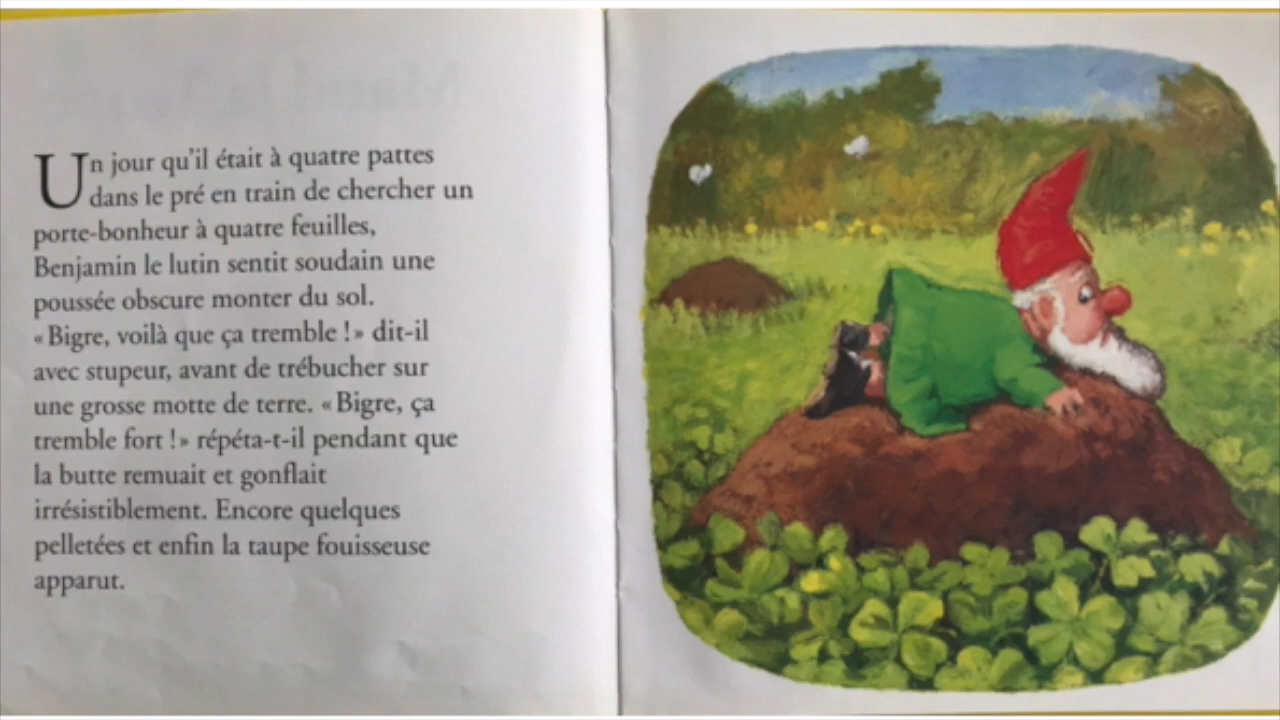 Un jour qu'il était à quatre pattes
dans le pré en train de chercher un
porte-bonheur à quatre feuilles,
Benjamin le lutin sentit soudain une
poussée obscure monter du sol.
« Bigre, voilà que ça tremble ! » dit-il
avec stupeur, avant de trébucher sur
une grosse motte de terre. « Bigre, ça
tremble fort ! » répéta-t-il pendant que
la butte remuait et gonflait
irrésistiblement. Encore quelques
pelletées et enfin la taupe fouisseuse
apparut.